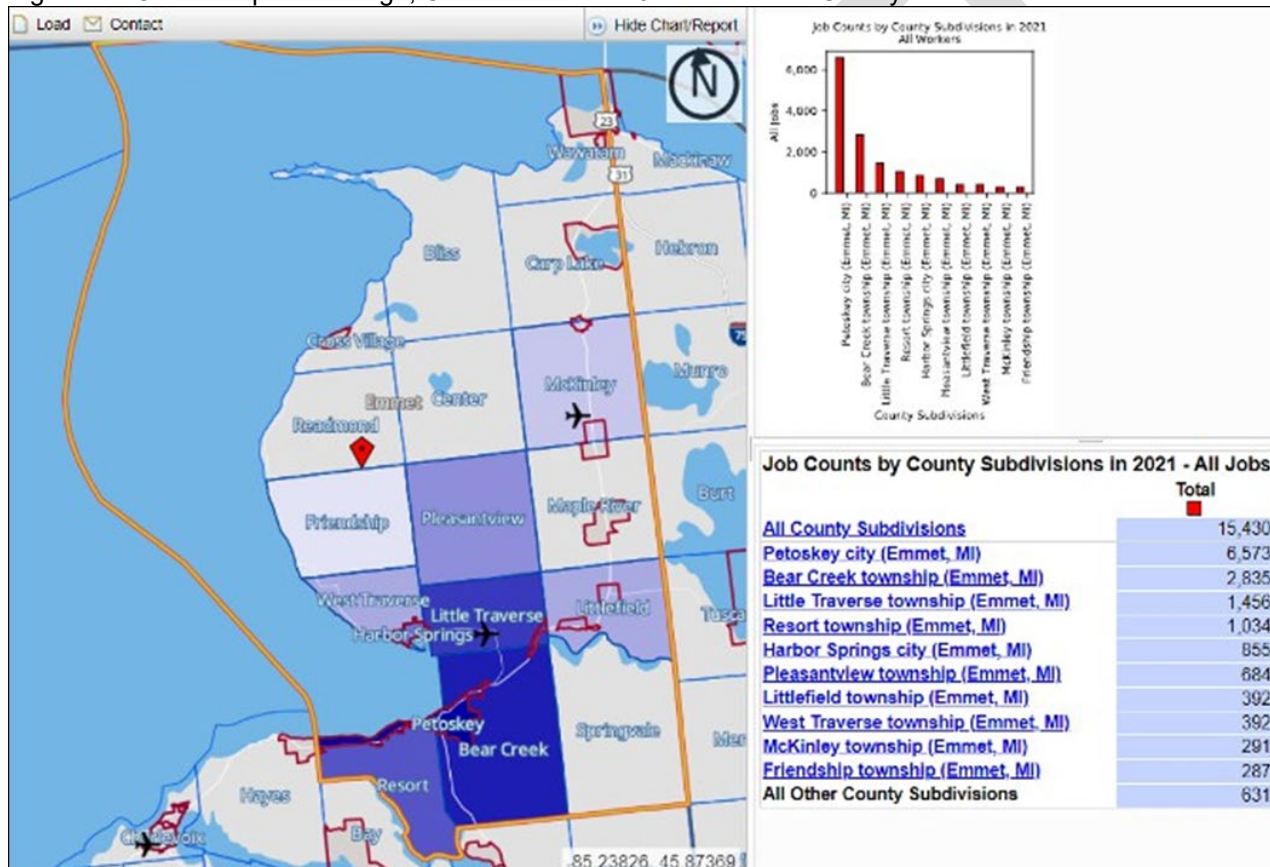 Load Contact Hide Chart/Report
N
23
Wawatam
Mackinaw
31
Bliss
Hebron
Carp Lake
75
Cross Village
Munro
McKinley
Emmet
Center
Readmond
Burt
Maple River
Friendship
Pleasantview
West Traverse
Little Traverse
Littlefield
Tusca
Harbor Springs
Petoskey
Springvale
Mer
Bear Creek
Resort
Hayes
Bay
Charlevoix
-85.23826, 45.87369
Job Counts by County Subdivisions in 2021
All Workers
All Jobs
6,000
4,000
2,000
0
Petoskey city (Emmet, MI)
Bear Creek township (Emmet, MI)
Little Traverse township (Emmet, MI)
Resort township (Emmet, MI)
Harbor Springs city (Emmet, MI)
Pleasantview township (Emmet, MI)
Littlefield township (Emmet, MI)
West Traverse township (Emmet, MI)
McKinley township (Emmet, MI)
Friendship township (Emmet, MI)
County Subdivisions
Job Counts by County Subdivisions in 2021 - All Jobs
Total
All County Subdivisions 15,430
Petoskey city (Emmet, MI) 6,573
Bear Creek township (Emmet, MI) 2,835
Little Traverse township (Emmet, MI) 1,456
Resort township (Emmet, MI) 1,034
Harbor Springs city (Emmet, MI) 855
Pleasantview township (Emmet, MI) 684
Littlefield township (Emmet, MI) 392
West Traverse township (Emmet, MI) 392
McKinley township (Emmet, MI) 291
Friendship township (Emmet, MI) 287
All Other County Subdivisions 631